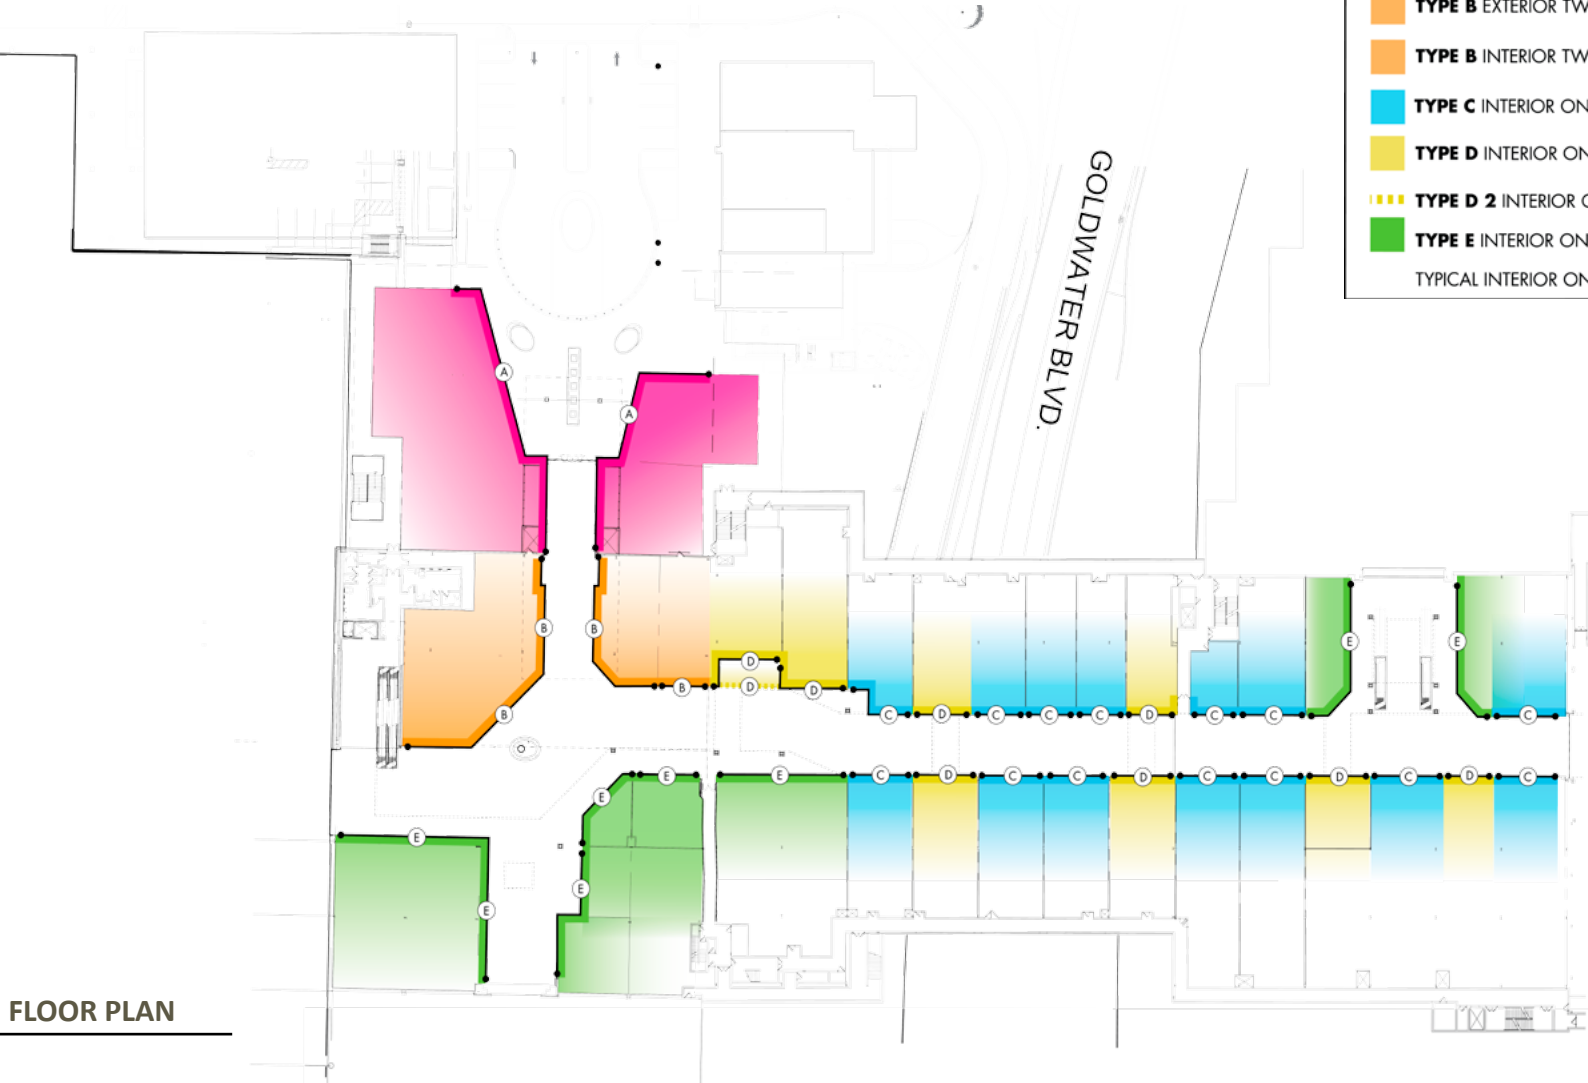 TYPE B EXTERIOR TW
TYPE B INTERIOR TW
TYPE C INTERIOR ON
TYPE D INTERIOR ON
TYPE D 2 INTERIOR O
TYPE E INTERIOR ON
TYPICAL INTERIOR ON
GOLDWATER BLVD.
A
A
B
B
B
B
D
D
D
C
D
C
C
C
D
C
C
E
E
C
E
E
C
D
C
C
D
C
C
D
C
D
C
E
E
E
E
FLOOR PLAN